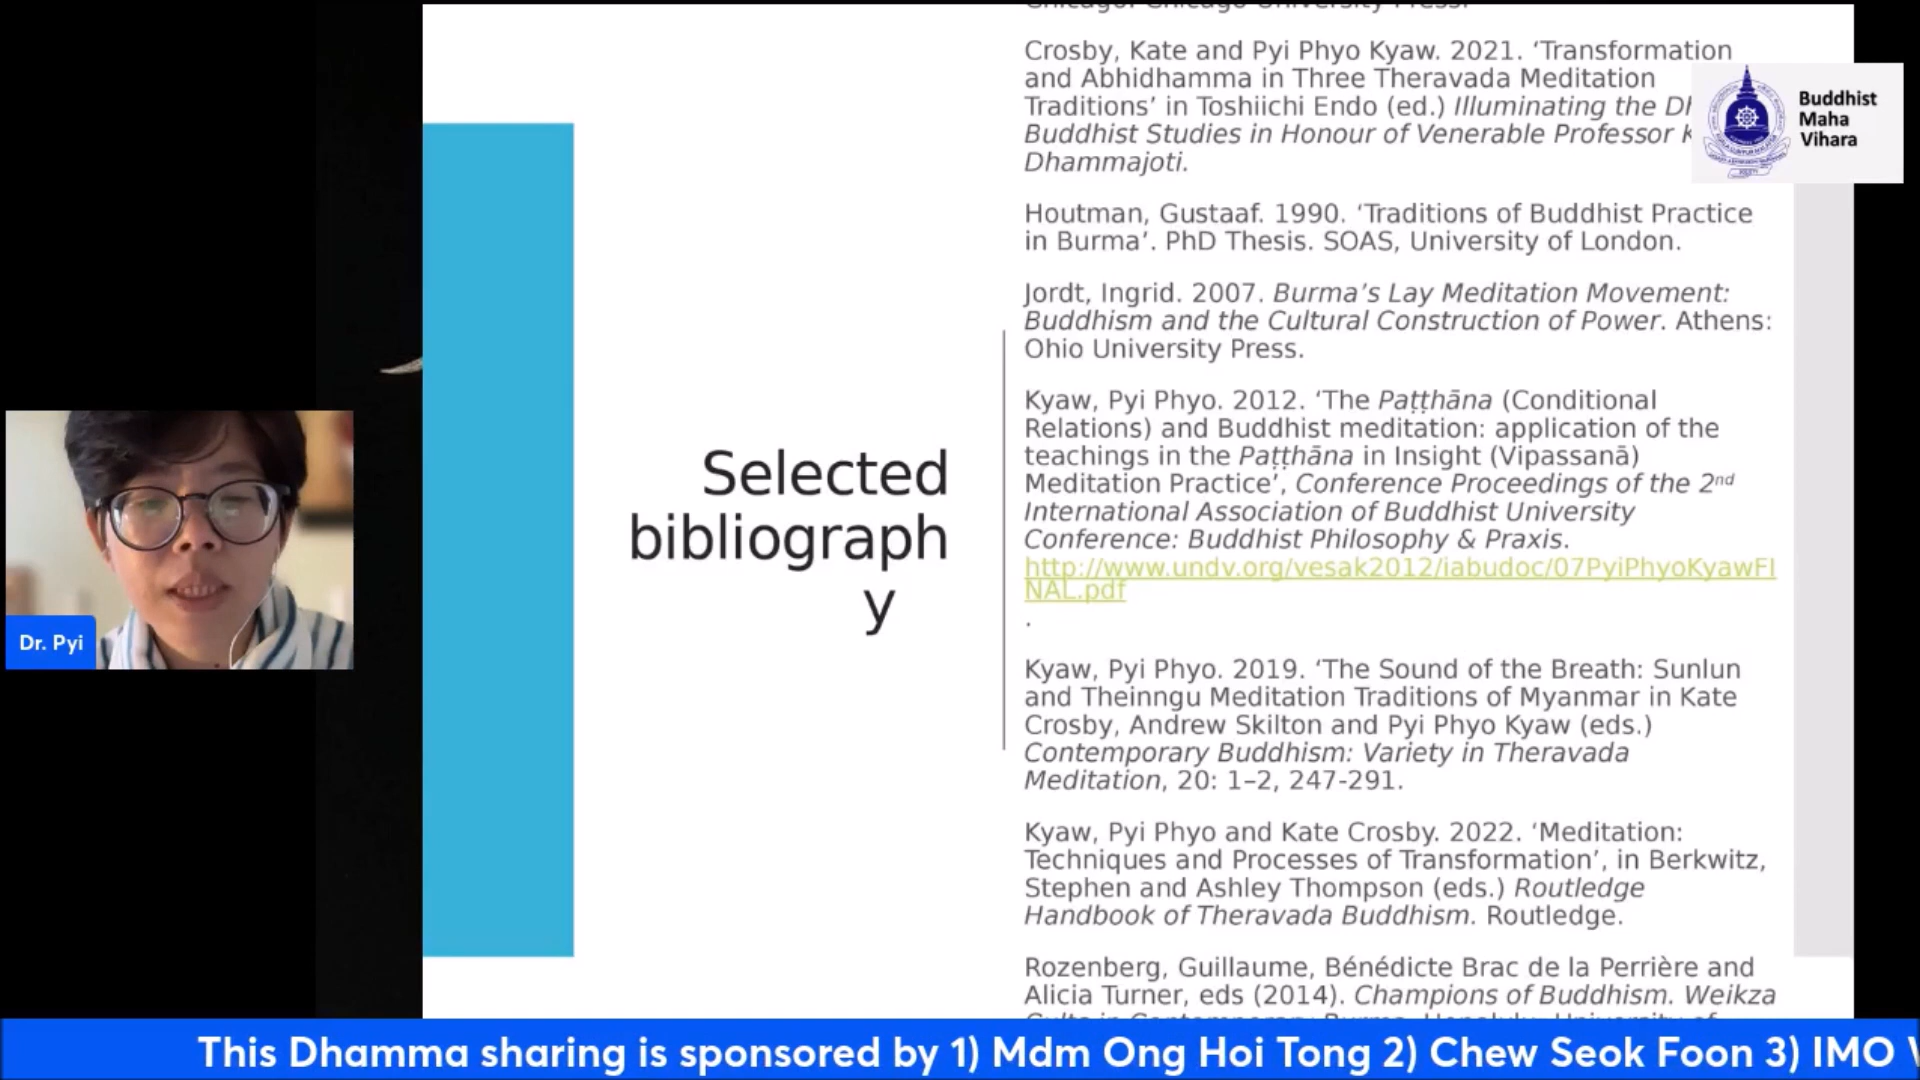 Chicago: Chicago University Press.
Crosby, Kate and Pyi Phyo Kyaw. 2021. ‘Transformation
and Abhidhamma in Three Theravada Meditation
Traditions’ in Toshiichi Endo (ed.) Illuminating the
Buddhist Studies in Honour of Venerable Professor
Dhammajoti.
Houtman, Gustaaf. 1990. ‘Traditions of Buddhist Practice
in Burma’. PhD Thesis. SOAS, University of London.
Jordt, Ingrid. 2007. Burma’s Lay Meditation Movement:
Buddhism and the Cultural Construction of Power. Athens:
Ohio University Press.
Kyaw, Pyi Phyo. 2012. ‘The Paṭṭhāna (Conditional
Relations) and Buddhist meditation: application of the
teachings in the Paṭṭhāna in Insight (Vipassanā)
Meditation Practice’, Conference Proceedings of the 2nd
International Association of Buddhist University
Conference: Buddhist Philosophy & Praxis.
http://www.undv.org/vesak2012/iabudoc/07PyiPhyoKyawFI
NAL.pdf
.
Kyaw, Pyi Phyo. 2019. ‘The Sound of the Breath: Sunlun
and Theinngu Meditation Traditions of Myanmar in Kate
Crosby, Andrew Skilton and Pyi Phyo Kyaw (eds.)
Contemporary Buddhism: Variety in Theravada
Meditation, 20: 1–2, 247-291.
Kyaw, Pyi Phyo and Kate Crosby. 2022. ‘Meditation:
Techniques and Processes of Transformation’, in Berkwitz,
Stephen and Ashley Thompson (eds.) Routledge
Handbook of Theravada Buddhism. Routledge.
Rozenberg, Guillaume, Bénédicte Brac de la Perrière and
Alicia Turner, eds (2014). Champions of Buddhism. Weikza
Selected
bibliograph
y
Buddhist
Maha
Vihara
Dr. Pyi
This Dhamma sharing is sponsored by 1) Mdm Ong Hoi Tong 2) Chew Seok Foon 3) IMO